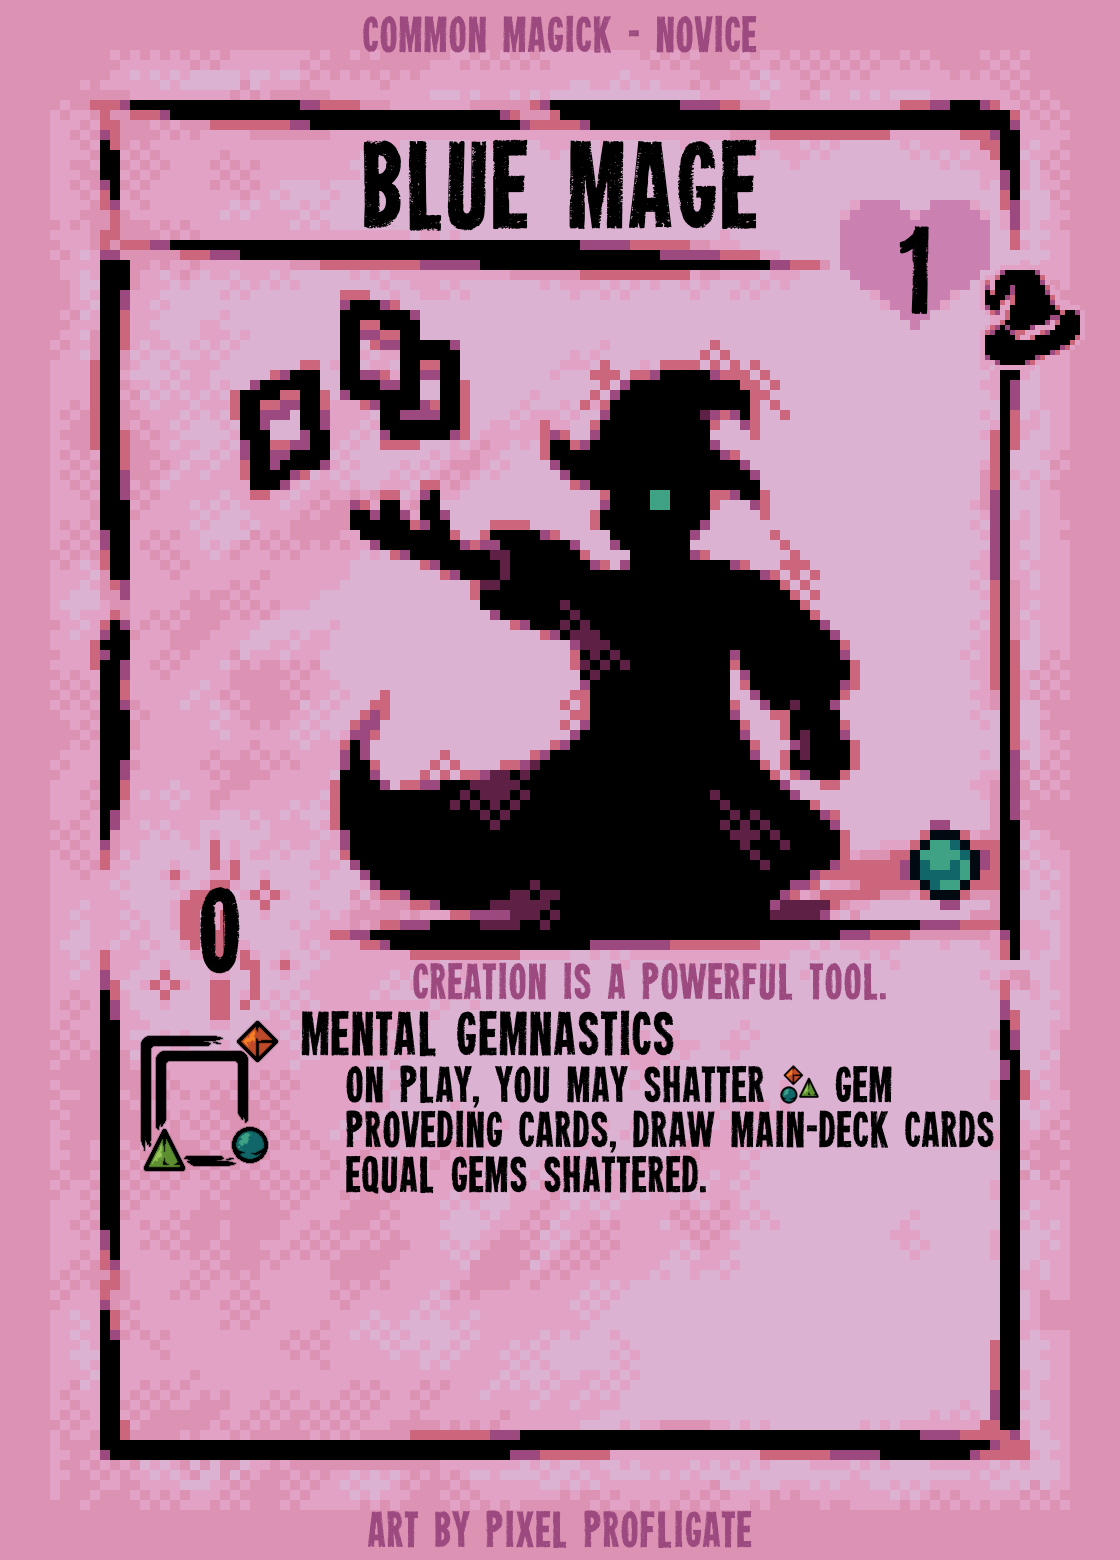 COMMON MAGICK - NOVICE
BLUE MAGE
1
0
CREATION IS A POWERFUL TOOL.
MENTAL GEMNASTICS
ON PLAY, YOU MAY SHATTER GEM
PROVEDING CARDS, DRAW MAIN-DECK CARDS
EQUAL GEMS SHATTERED.
ART BY PIXEL PROFLIGATE